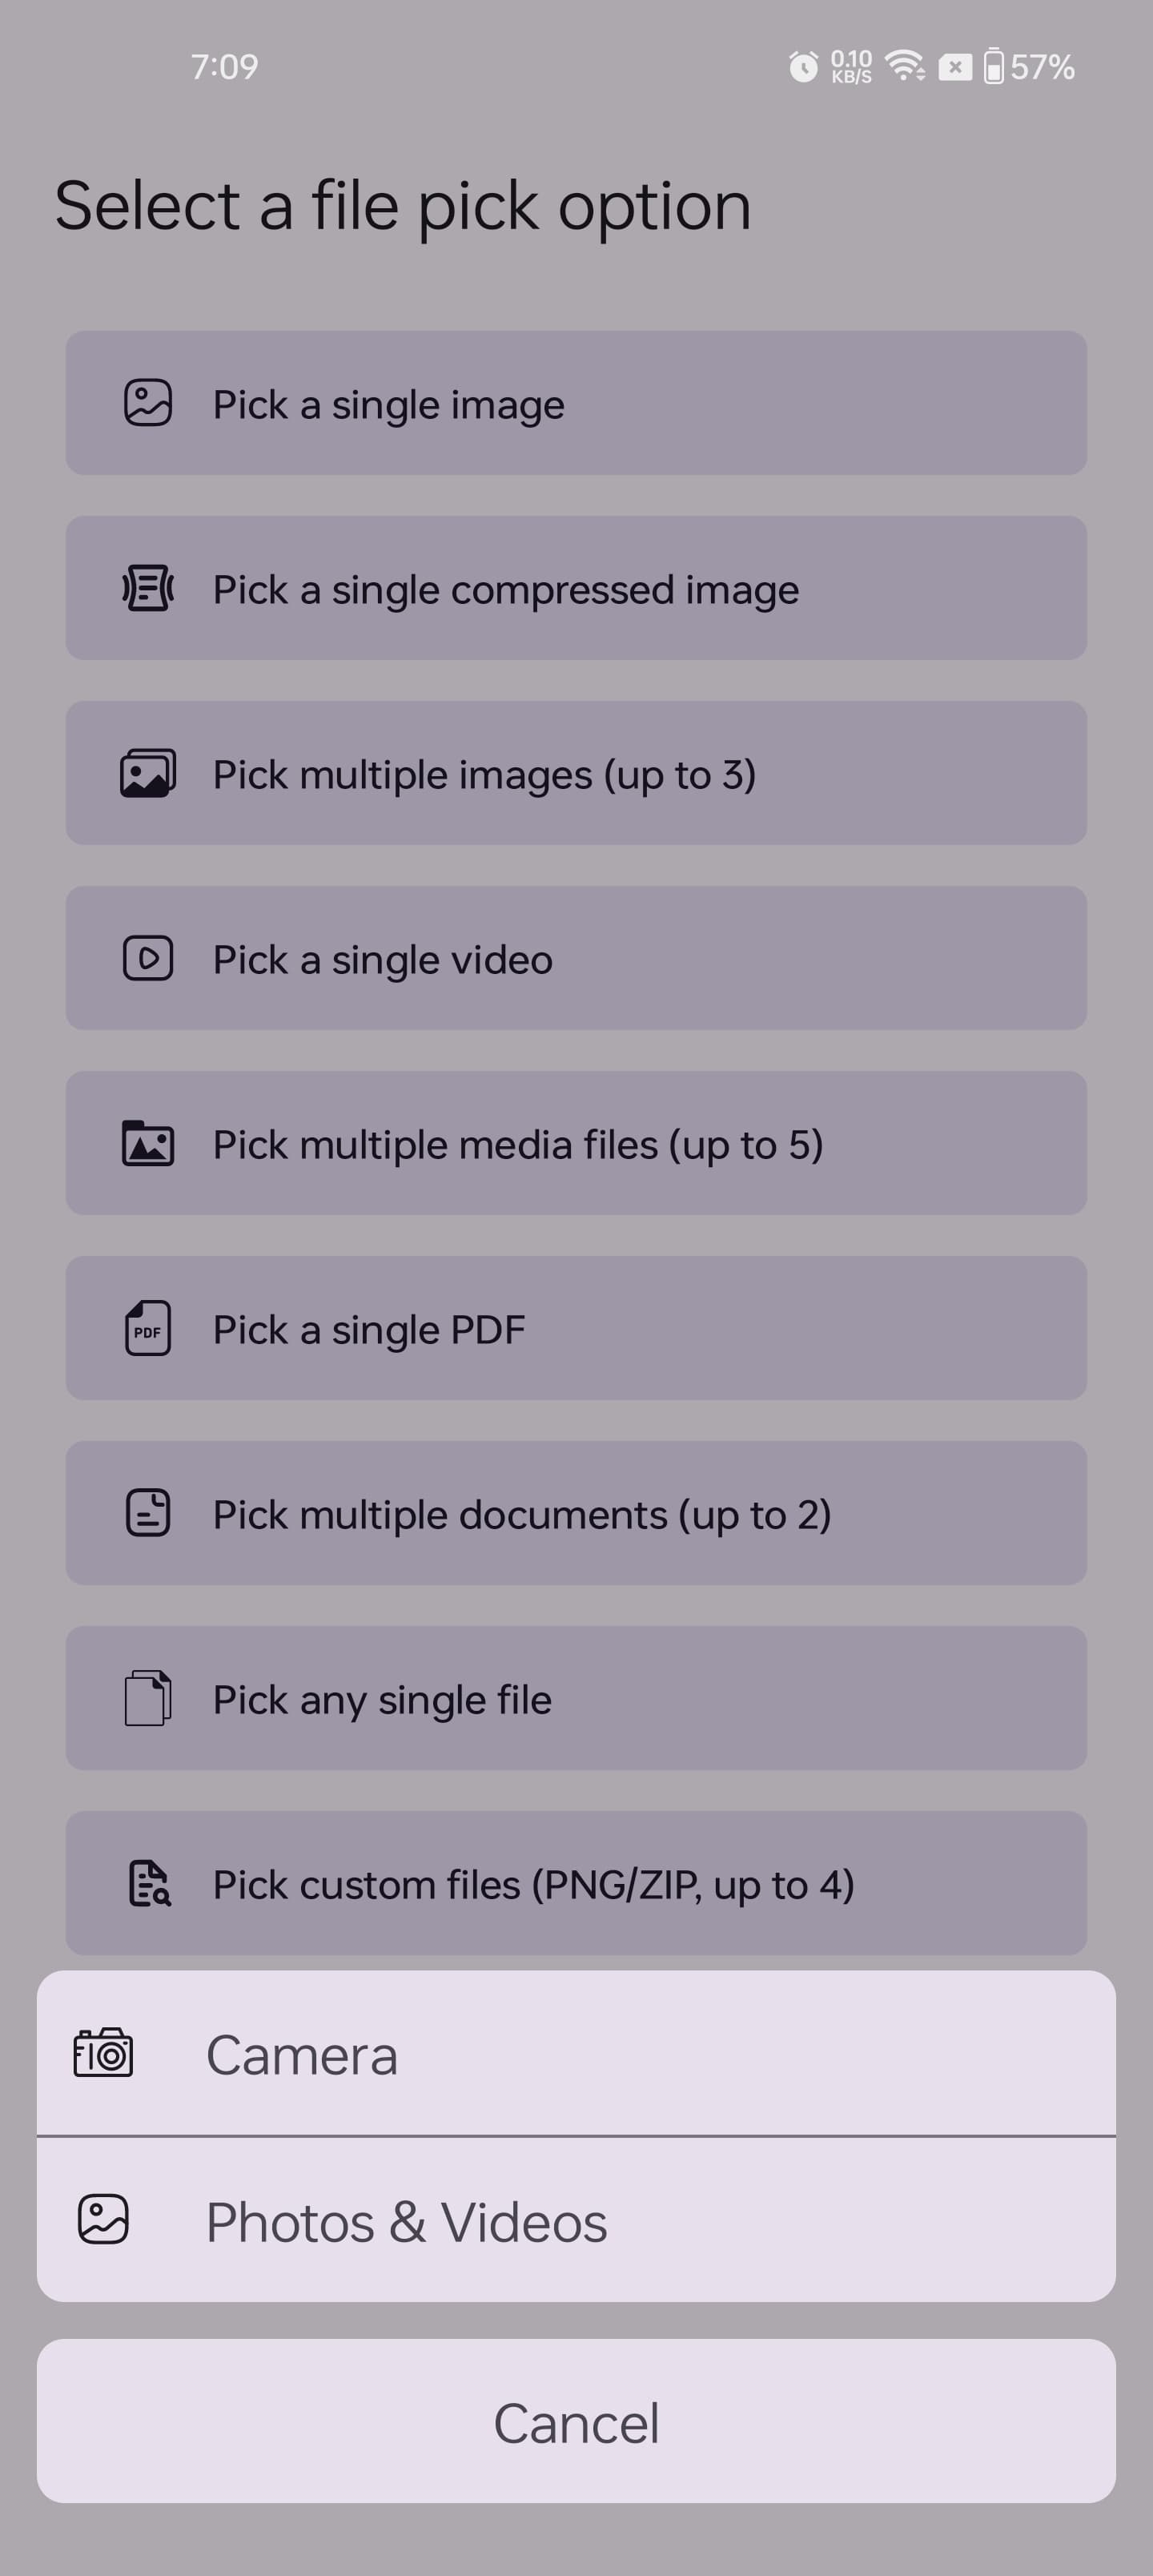 7:09
0.10
KB/S
57%
Select a file pick option
Pick a single image
Pick a single compressed image
Pick multiple images (up to 3)
Pick a single video
Pick multiple media files (up to 5)
PDF
Pick a single PDF
Pick multiple documents (up to 2)
Pick any single file
Pick custom files (PNG/ZIP, up to 4)
Camera
Photos & Videos
Cancel